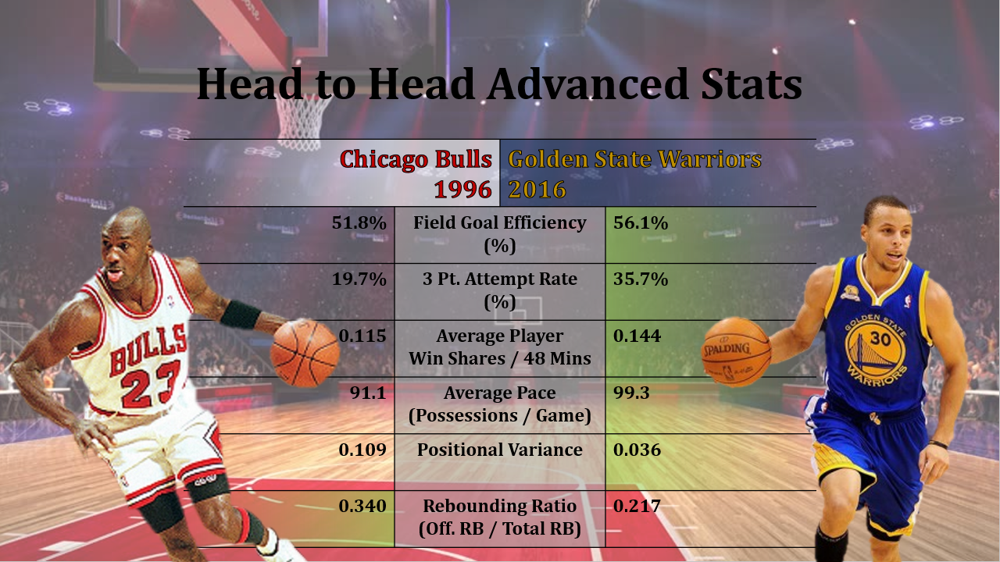 Head to Head Advanced Stats
Chicago Bulls
1996
Golden State Warriors
2016
51.8%
Field Goal Efficiency
(%)
56.1%
19.7%
3 Pt. Attempt Rate
(%)
35.7%
0.115
Average Player
Win Shares / 48 Mins
0.144
91.1
Average Pace
(Possessions / Game)
99.3
0.109
Positional Variance
0.036
0.340
Rebounding Ratio
(Off. RB / Total RB)
0.217
BULLS
23
SPALDING
GOLDEN STATE
30
WARRIORS